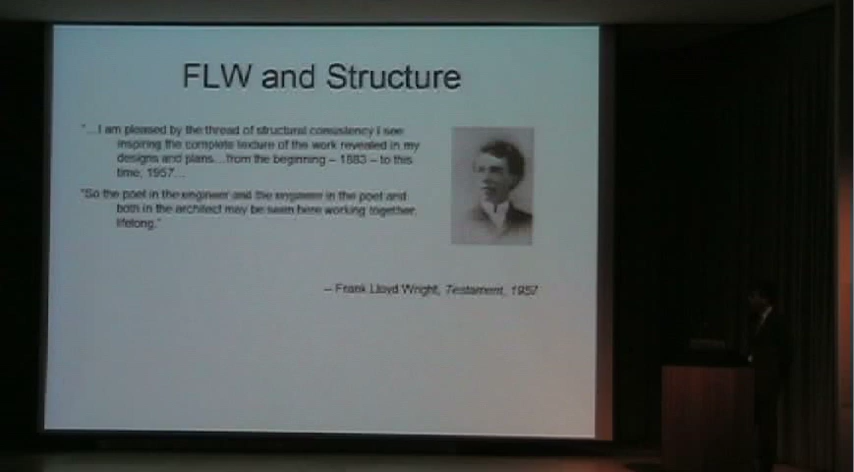 FLW and Structure
"...I am pleased by the thread of structural consistency I see
inspiring the complete texture of the work revealed in my
designs and plans...from the beginning – 1883 – to this
time, 1957...
"So the poet in the engineer and the engineer in the poet and
both in the architect may be seen here working together,
lifelong."
– Frank Lloyd Wright, Testament, 1957